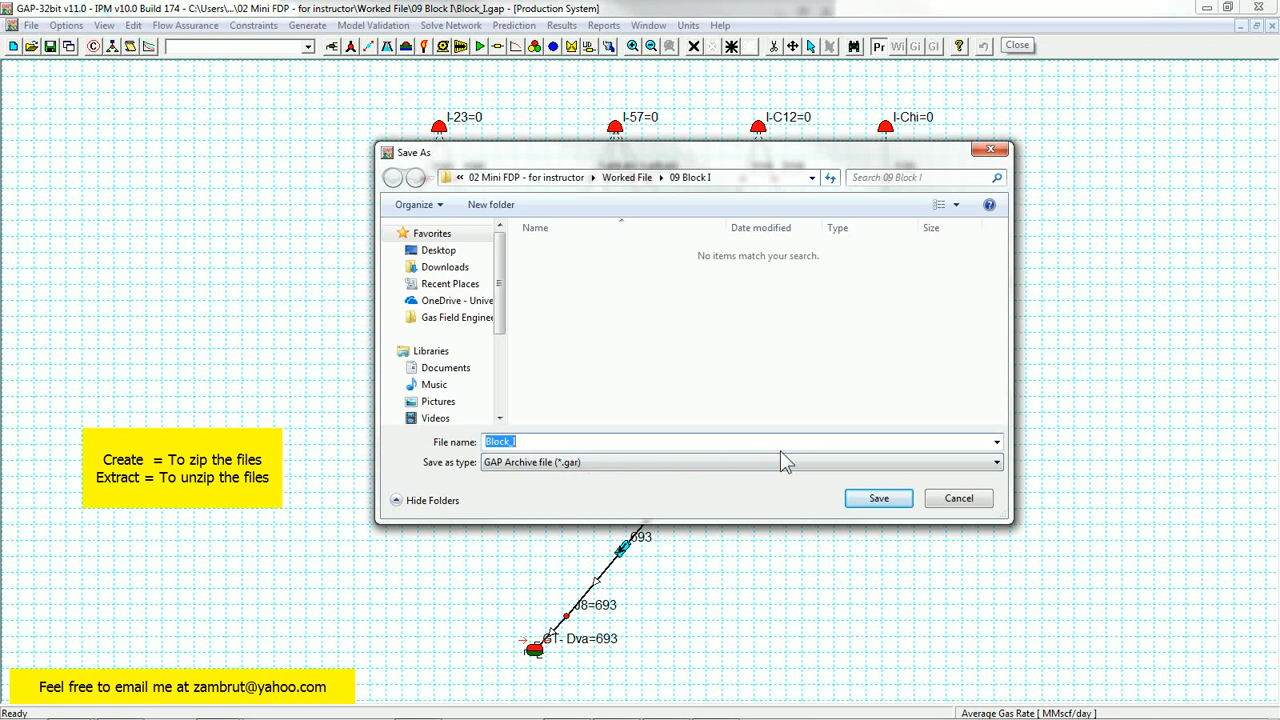 GAP-32bit v11.0 - IPM v10.0 Build 174 - C:\Users\...\02 Mini FDP - for instructor\Worked File\09 Block I\Block_I.gap - [Production System]
File Options View Edit Flow Assurance Constraints Generate Model Validation Solve Network Prediction Results Reports Window Units Help
Pr Wi Gi Gi Close
I-23=0 I-57=0 I-C12=0 I-Chi=0
Save As
« 02 Mini FDP - for instructor Worked File 09 Block I Search 09 Block I
Organize New folder
Favorites Name Date modified Type Size
Desktop
No items match your search.
Downloads
Recent Places
OneDrive - Unive
Gas Field Engine
Libraries
Documents
Music
Pictures
Videos
File name: Block_I
Save as type: GAP Archive file (*.gar)
Hide Folders Save Cancel
Create = To zip the files
Extract = To unzip the files
693
J8=693
GT- Dva=693
Feel free to email me at zambrut@yahoo.com
Ready Average Gas Rate [ MMscf/day ]